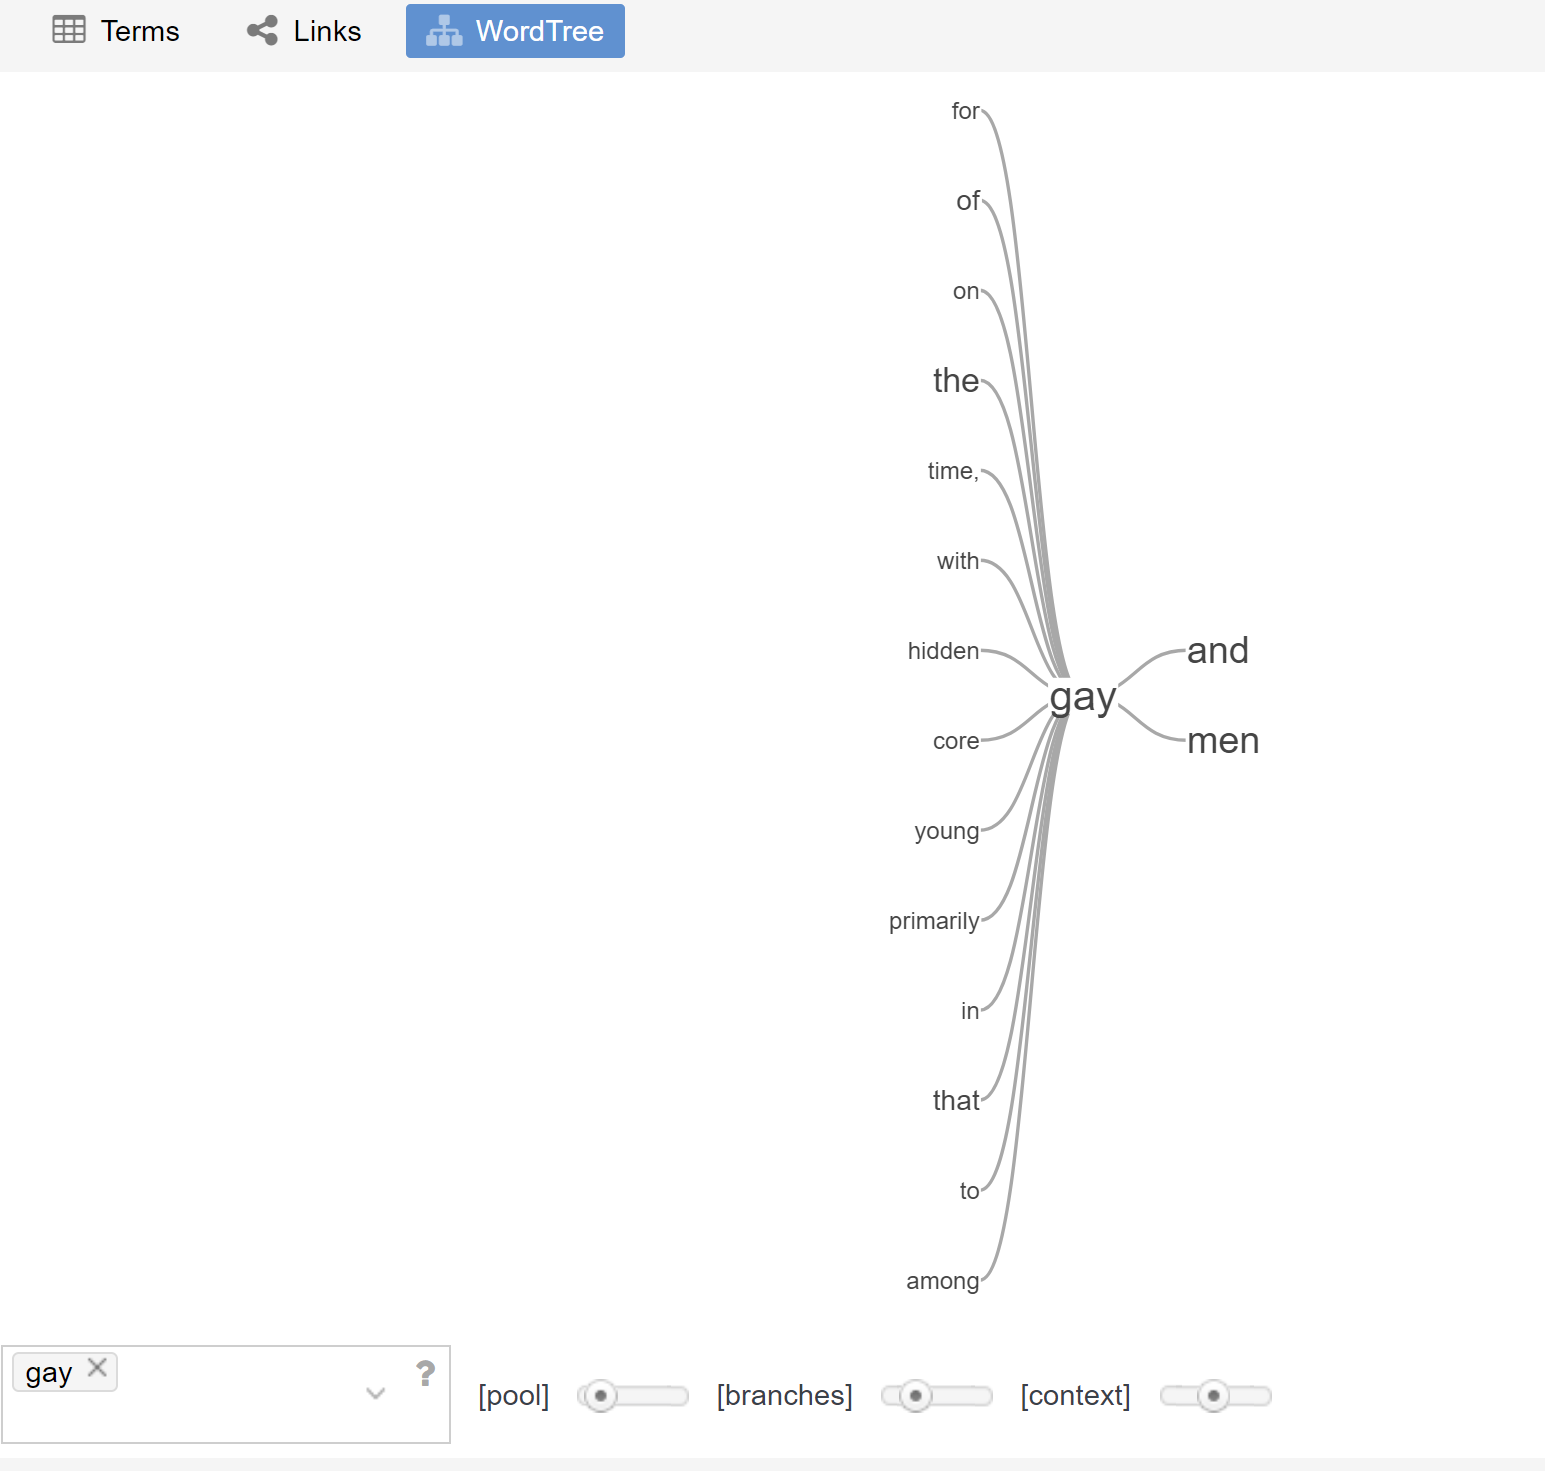 Terms Links WordTree
for
of
on
the
time,
with
hidden
and
gay
core
men
young
primarily
in
that
to
among
gay ?
[pool] [branches] [context]